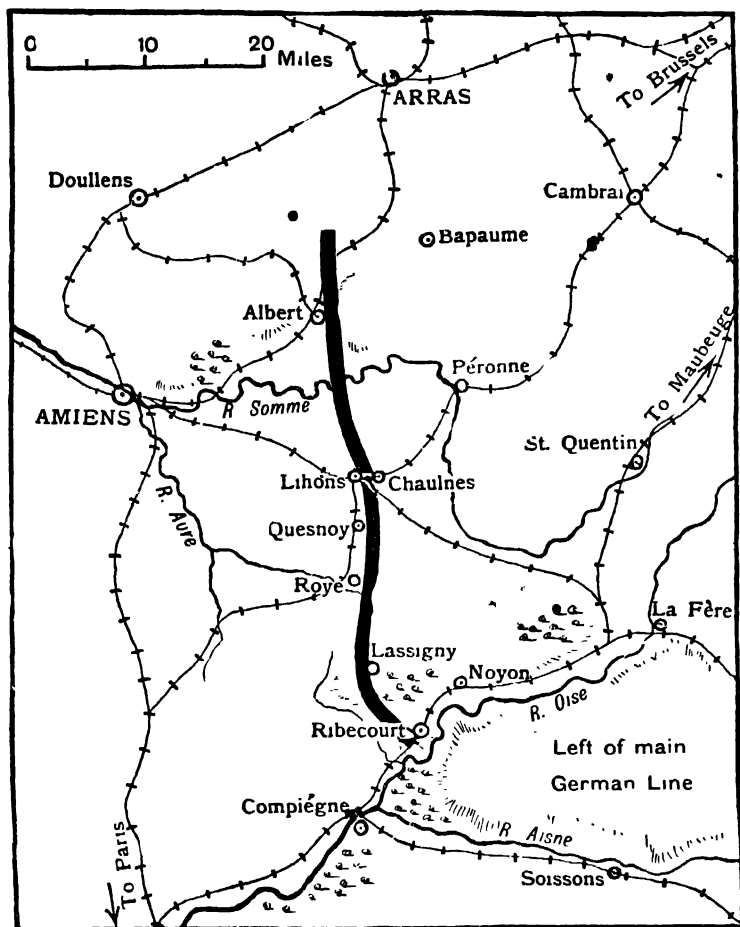 0 10 20 Miles
ARRAS
To Brussels
Doullens
Cambrai
Bapaume
Albert
To Maubeuge
Péronne
AMIENS
R Somme
St. Quentin
Lihons
Chaulnes
R. Avre
Quesnoy
Roye
La Fère
Lassigny
Noyon
R. Oise
Ribecourt
Left of main
German Line
Compiégne
R Aisne
To Paris
Soissons